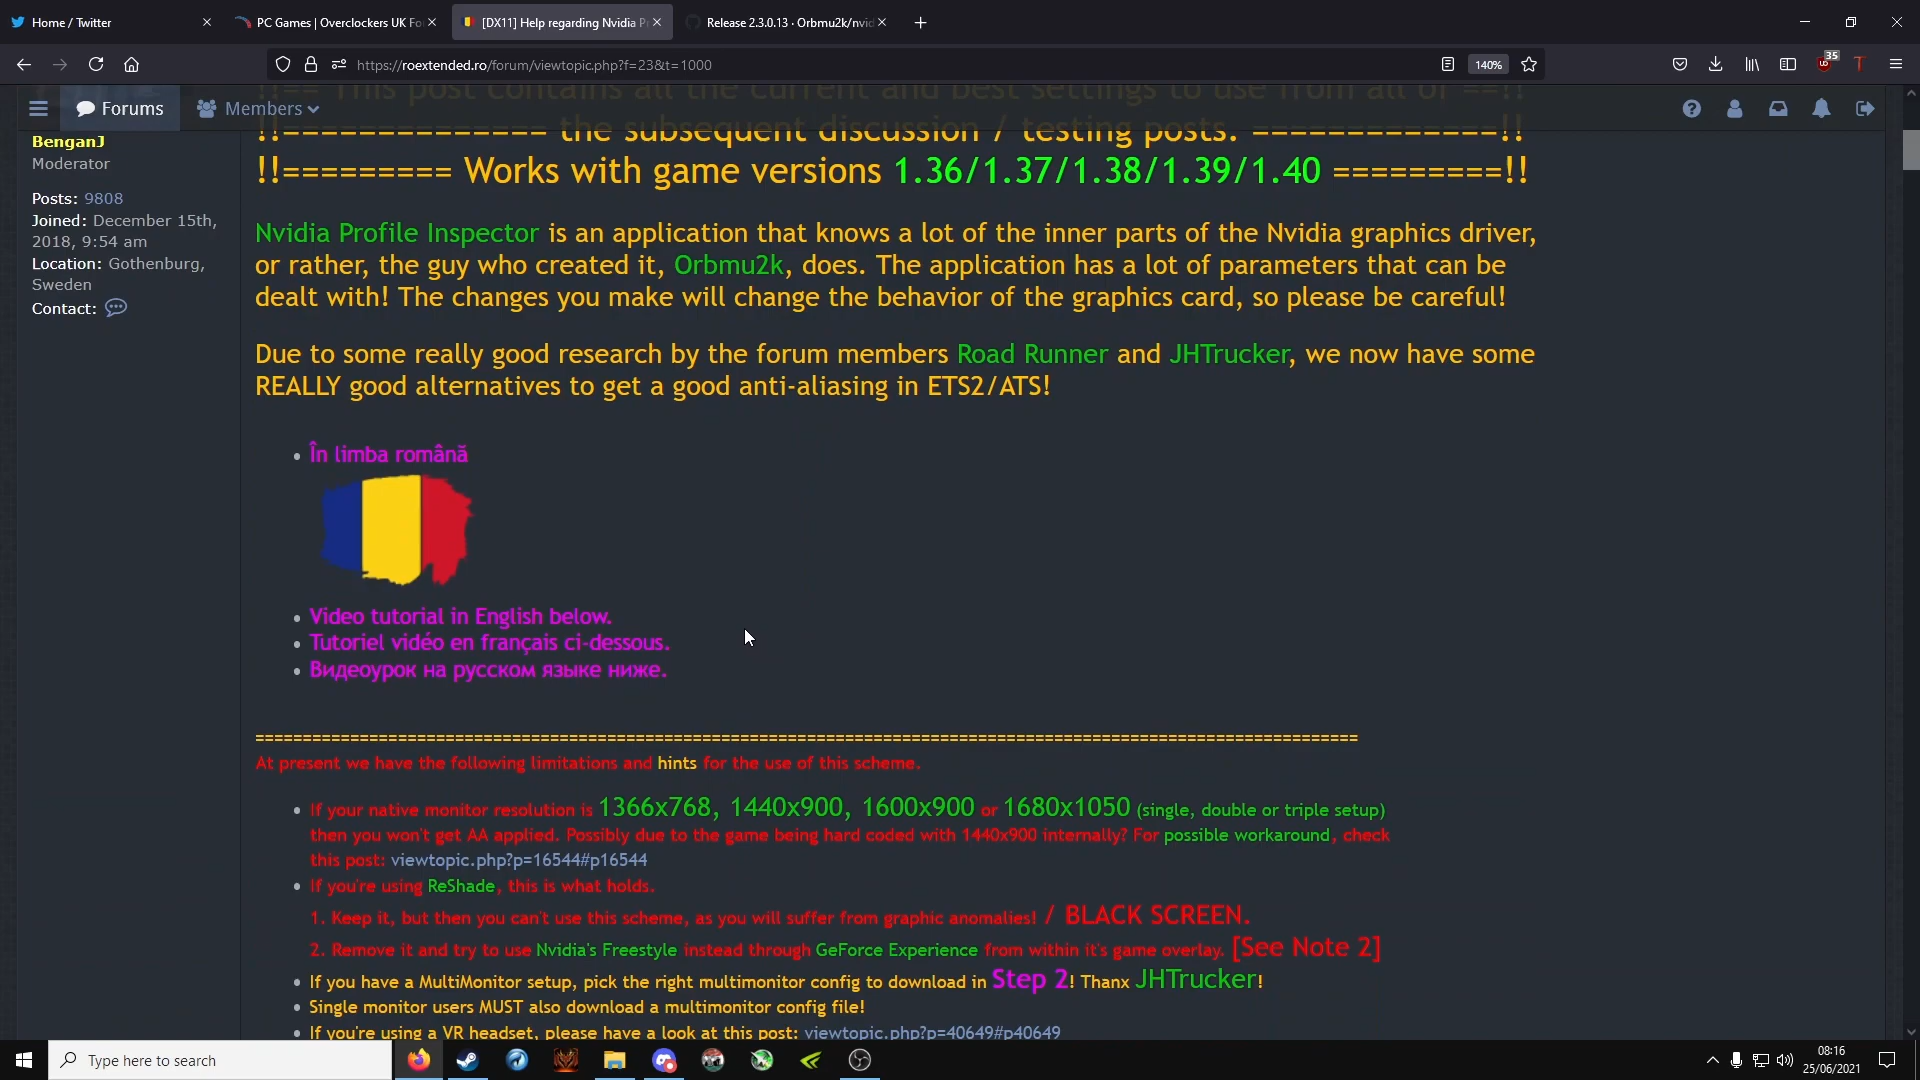 Home / Twitter
PC Games | Overclockers UK Fo
[DX11] Help regarding Nvidia P
Release 2.3.0.13 · Orbmu2k/nvid
https://roextended.ro/forum/viewtopic.php?f=23&t=1000
140%
35
Forums
Members
!!== This post contains all the current and best settings to use from all of ==!!
!!============== the subsequent discussion / testing posts. =============!!
!!========= Works with game versions 1.36/1.37/1.38/1.39/1.40 =========!!
BenganJ
Moderator
Posts: 9808
Joined: December 15th,
2018, 9:54 am
Location: Gothenburg,
Sweden
Contact:
Nvidia Profile Inspector is an application that knows a lot of the inner parts of the Nvidia graphics driver,
or rather, the guy who created it, Orbmu2k, does. The application has a lot of parameters that can be
dealt with! The changes you make will change the behavior of the graphics card, so please be careful!
Due to some really good research by the forum members Road Runner and JHTrucker, we now have some
REALLY good alternatives to get a good anti-aliasing in ETS2/ATS!
În limba română
Video tutorial in English below.
Tutoriel vidéo en français ci-dessous.
Видеоурок на русском языке ниже.
At present we have the following limitations and hints for the use of this scheme.
If your native monitor resolution is 1366x768, 1440x900, 1600x900 or 1680x1050 (single, double or triple setup)
then you won't get AA applied. Possibly due to the game being hard coded with 1440x900 internally? For possible workaround, check
this post: viewtopic.php?p=16544#p16544
If you're using ReShade, this is what holds.
1. Keep it, but then you can't use this scheme, as you will suffer from graphic anomalies! / BLACK SCREEN.
2. Remove it and try to use Nvidia's Freestyle instead through GeForce Experience from within it's game overlay. [See Note 2]
If you have a MultiMonitor setup, pick the right multimonitor config to download in Step 2! Thanx JHTrucker!
Single monitor users MUST also download a multimonitor config file!
If you're using a VR headset, please have a look at this post: viewtopic.php?p=40649#p40649
Type here to search
08:16
25/06/2021